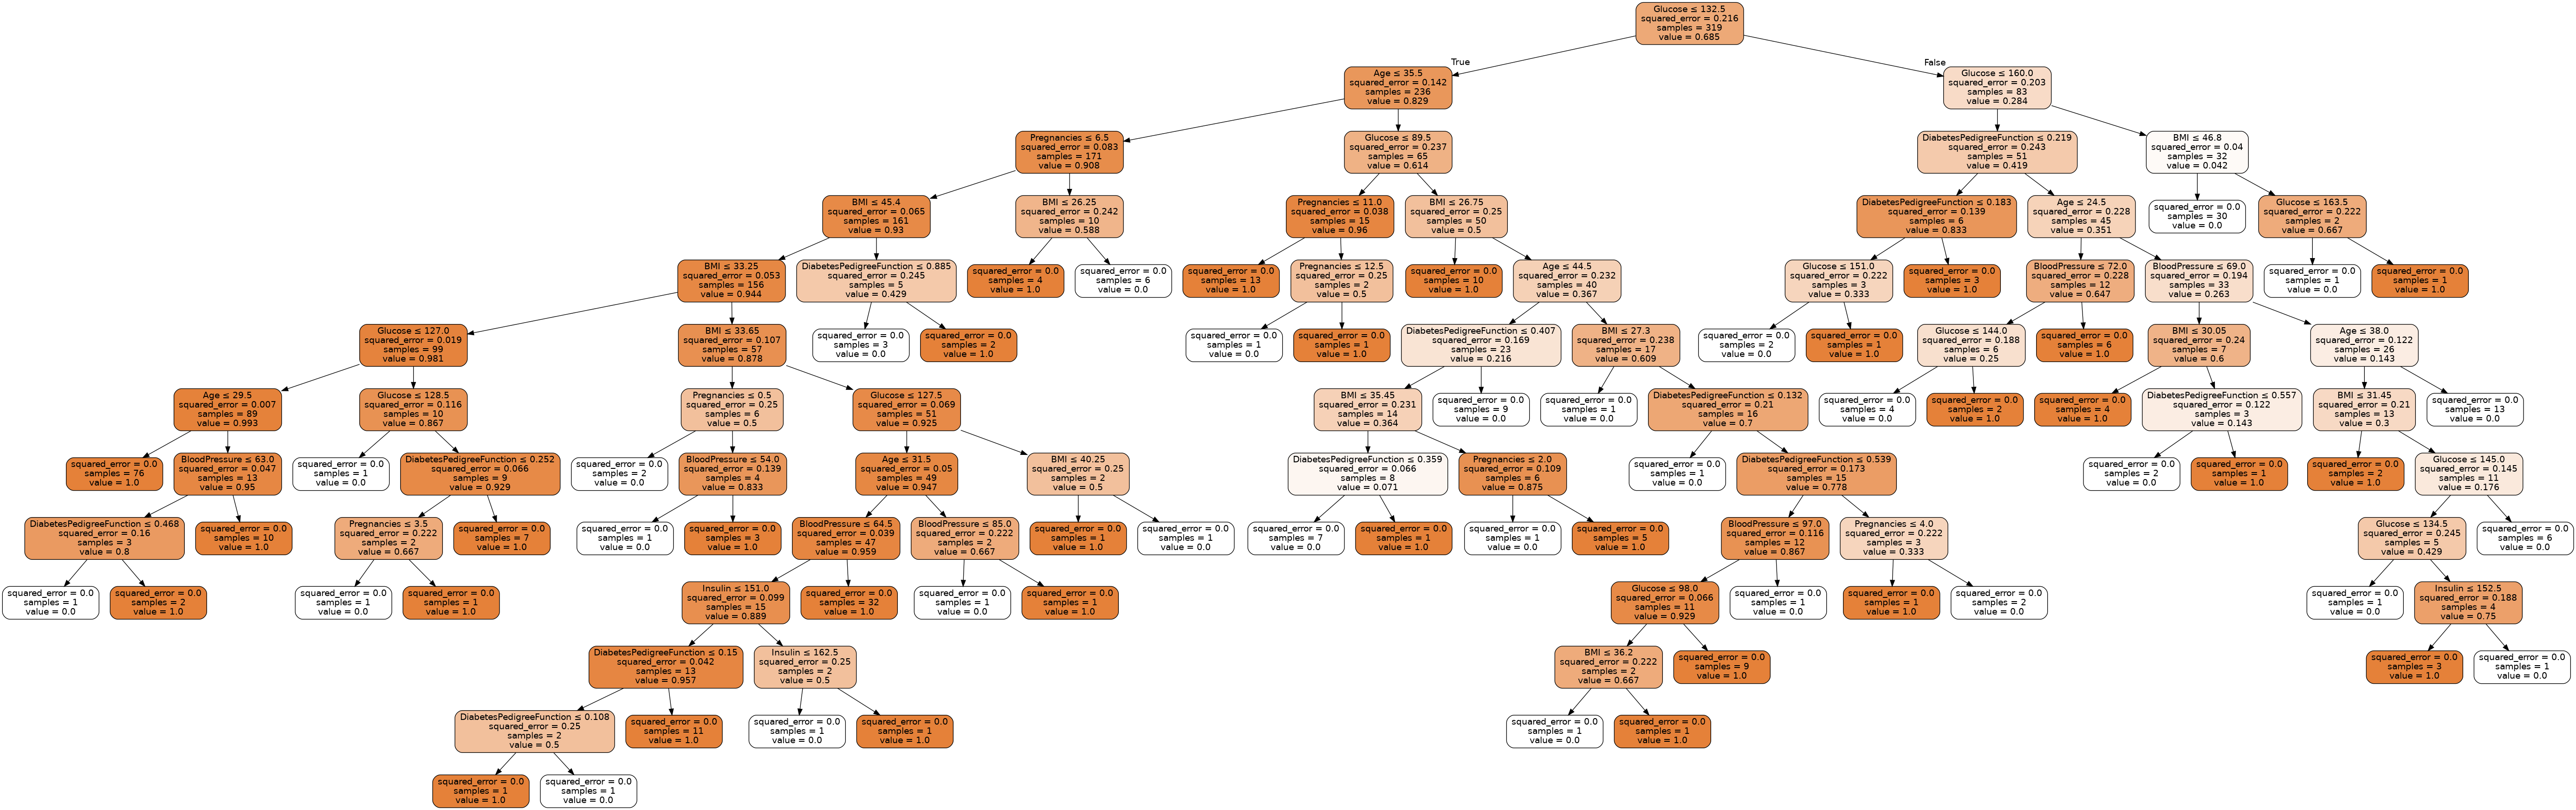 Glucose ≤ 132.5
squared_error = 0.216
samples = 319
value = 0.685
True
False
Age ≤ 35.5
squared_error = 0.142
samples = 236
value = 0.829
Glucose ≤ 160.0
squared_error = 0.203
samples = 83
value = 0.284
Pregnancies ≤ 6.5
squared_error = 0.083
samples = 171
value = 0.908
Glucose ≤ 89.5
squared_error = 0.237
samples = 65
value = 0.614
DiabetesPedigreeFunction ≤ 0.219
squared_error = 0.243
samples = 51
value = 0.419
BMI ≤ 46.8
squared_error = 0.04
samples = 32
value = 0.042
BMI ≤ 45.4
squared_error = 0.065
samples = 161
value = 0.93
BMI ≤ 26.25
squared_error = 0.242
samples = 10
value = 0.588
Pregnancies ≤ 11.0
squared_error = 0.038
samples = 15
value = 0.96
BMI ≤ 26.75
squared_error = 0.25
samples = 50
value = 0.5
DiabetesPedigreeFunction ≤ 0.183
squared_error = 0.139
samples = 6
value = 0.833
Age ≤ 24.5
squared_error = 0.228
samples = 45
value = 0.351
squared_error = 0.0
samples = 30
value = 0.0
Glucose ≤ 163.5
squared_error = 0.222
samples = 2
value = 0.667
BMI ≤ 33.25
squared_error = 0.053
samples = 156
value = 0.944
DiabetesPedigreeFunction ≤ 0.885
squared_error = 0.245
samples = 5
value = 0.429
squared_error = 0.0
samples = 4
value = 1.0
squared_error = 0.0
samples = 6
value = 0.0
squared_error = 0.0
samples = 13
value = 1.0
Pregnancies ≤ 12.5
squared_error = 0.25
samples = 2
value = 0.5
squared_error = 0.0
samples = 10
value = 1.0
Age ≤ 44.5
squared_error = 0.232
samples = 40
value = 0.367
Glucose ≤ 151.0
squared_error = 0.222
samples = 3
value = 0.333
squared_error = 0.0
samples = 3
value = 1.0
BloodPressure ≤ 72.0
squared_error = 0.228
samples = 12
value = 0.647
BloodPressure ≤ 69.0
squared_error = 0.194
samples = 33
value = 0.263
squared_error = 0.0
samples = 1
value = 0.0
squared_error = 0.0
samples = 1
value = 1.0
Glucose ≤ 127.0
squared_error = 0.019
samples = 99
value = 0.981
BMI ≤ 33.65
squared_error = 0.107
samples = 57
value = 0.878
squared_error = 0.0
samples = 3
value = 0.0
squared_error = 0.0
samples = 2
value = 1.0
squared_error = 0.0
samples = 1
value = 0.0
squared_error = 0.0
samples = 1
value = 1.0
DiabetesPedigreeFunction ≤ 0.407
squared_error = 0.169
samples = 23
value = 0.216
BMI ≤ 27.3
squared_error = 0.238
samples = 17
value = 0.609
squared_error = 0.0
samples = 2
value = 0.0
squared_error = 0.0
samples = 1
value = 1.0
Glucose ≤ 144.0
squared_error = 0.188
samples = 6
value = 0.25
squared_error = 0.0
samples = 6
value = 1.0
BMI ≤ 30.05
squared_error = 0.24
samples = 7
value = 0.6
Age ≤ 38.0
squared_error = 0.122
samples = 26
value = 0.143
Age ≤ 29.5
squared_error = 0.007
samples = 89
value = 0.993
Glucose ≤ 128.5
squared_error = 0.116
samples = 10
value = 0.867
Pregnancies ≤ 0.5
squared_error = 0.25
samples = 6
value = 0.5
Glucose ≤ 127.5
squared_error = 0.069
samples = 51
value = 0.925
BMI ≤ 35.45
squared_error = 0.231
samples = 14
value = 0.364
squared_error = 0.0
samples = 9
value = 0.0
squared_error = 0.0
samples = 1
value = 0.0
DiabetesPedigreeFunction ≤ 0.132
squared_error = 0.21
samples = 16
value = 0.7
squared_error = 0.0
samples = 4
value = 0.0
squared_error = 0.0
samples = 2
value = 1.0
squared_error = 0.0
samples = 4
value = 1.0
DiabetesPedigreeFunction ≤ 0.557
squared_error = 0.122
samples = 3
value = 0.143
BMI ≤ 31.45
squared_error = 0.21
samples = 13
value = 0.3
squared_error = 0.0
samples = 13
value = 0.0
squared_error = 0.0
samples = 76
value = 1.0
BloodPressure ≤ 63.0
squared_error = 0.047
samples = 13
value = 0.95
squared_error = 0.0
samples = 1
value = 0.0
DiabetesPedigreeFunction ≤ 0.252
squared_error = 0.066
samples = 9
value = 0.929
squared_error = 0.0
samples = 2
value = 0.0
BloodPressure ≤ 54.0
squared_error = 0.139
samples = 4
value = 0.833
Age ≤ 31.5
squared_error = 0.05
samples = 49
value = 0.947
BMI ≤ 40.25
squared_error = 0.25
samples = 2
value = 0.5
DiabetesPedigreeFunction ≤ 0.359
squared_error = 0.066
samples = 8
value = 0.071
Pregnancies ≤ 2.0
squared_error = 0.109
samples = 6
value = 0.875
squared_error = 0.0
samples = 1
value = 0.0
DiabetesPedigreeFunction ≤ 0.539
squared_error = 0.173
samples = 15
value = 0.778
squared_error = 0.0
samples = 2
value = 0.0
squared_error = 0.0
samples = 1
value = 1.0
squared_error = 0.0
samples = 2
value = 1.0
Glucose ≤ 145.0
squared_error = 0.145
samples = 11
value = 0.176
DiabetesPedigreeFunction ≤ 0.468
squared_error = 0.16
samples = 3
value = 0.8
squared_error = 0.0
samples = 10
value = 1.0
Pregnancies ≤ 3.5
squared_error = 0.222
samples = 2
value = 0.667
squared_error = 0.0
samples = 7
value = 1.0
squared_error = 0.0
samples = 1
value = 0.0
squared_error = 0.0
samples = 3
value = 1.0
BloodPressure ≤ 64.5
squared_error = 0.039
samples = 47
value = 0.959
BloodPressure ≤ 85.0
squared_error = 0.222
samples = 2
value = 0.667
squared_error = 0.0
samples = 1
value = 1.0
squared_error = 0.0
samples = 1
value = 0.0
squared_error = 0.0
samples = 7
value = 0.0
squared_error = 0.0
samples = 1
value = 1.0
squared_error = 0.0
samples = 1
value = 0.0
squared_error = 0.0
samples = 5
value = 1.0
BloodPressure ≤ 97.0
squared_error = 0.116
samples = 12
value = 0.867
Pregnancies ≤ 4.0
squared_error = 0.222
samples = 3
value = 0.333
Glucose ≤ 134.5
squared_error = 0.245
samples = 5
value = 0.429
squared_error = 0.0
samples = 6
value = 0.0
squared_error = 0.0
samples = 1
value = 0.0
squared_error = 0.0
samples = 2
value = 1.0
squared_error = 0.0
samples = 1
value = 0.0
squared_error = 0.0
samples = 1
value = 1.0
Insulin ≤ 151.0
squared_error = 0.099
samples = 15
value = 0.889
squared_error = 0.0
samples = 32
value = 1.0
squared_error = 0.0
samples = 1
value = 0.0
squared_error = 0.0
samples = 1
value = 1.0
Glucose ≤ 98.0
squared_error = 0.066
samples = 11
value = 0.929
squared_error = 0.0
samples = 1
value = 0.0
squared_error = 0.0
samples = 1
value = 1.0
squared_error = 0.0
samples = 2
value = 0.0
squared_error = 0.0
samples = 1
value = 0.0
Insulin ≤ 152.5
squared_error = 0.188
samples = 4
value = 0.75
DiabetesPedigreeFunction ≤ 0.15
squared_error = 0.042
samples = 13
value = 0.957
Insulin ≤ 162.5
squared_error = 0.25
samples = 2
value = 0.5
BMI ≤ 36.2
squared_error = 0.222
samples = 2
value = 0.667
squared_error = 0.0
samples = 9
value = 1.0
squared_error = 0.0
samples = 3
value = 1.0
squared_error = 0.0
samples = 1
value = 0.0
DiabetesPedigreeFunction ≤ 0.108
squared_error = 0.25
samples = 2
value = 0.5
squared_error = 0.0
samples = 11
value = 1.0
squared_error = 0.0
samples = 1
value = 0.0
squared_error = 0.0
samples = 1
value = 1.0
squared_error = 0.0
samples = 1
value = 0.0
squared_error = 0.0
samples = 1
value = 1.0
squared_error = 0.0
samples = 1
value = 1.0
squared_error = 0.0
samples = 1
value = 0.0